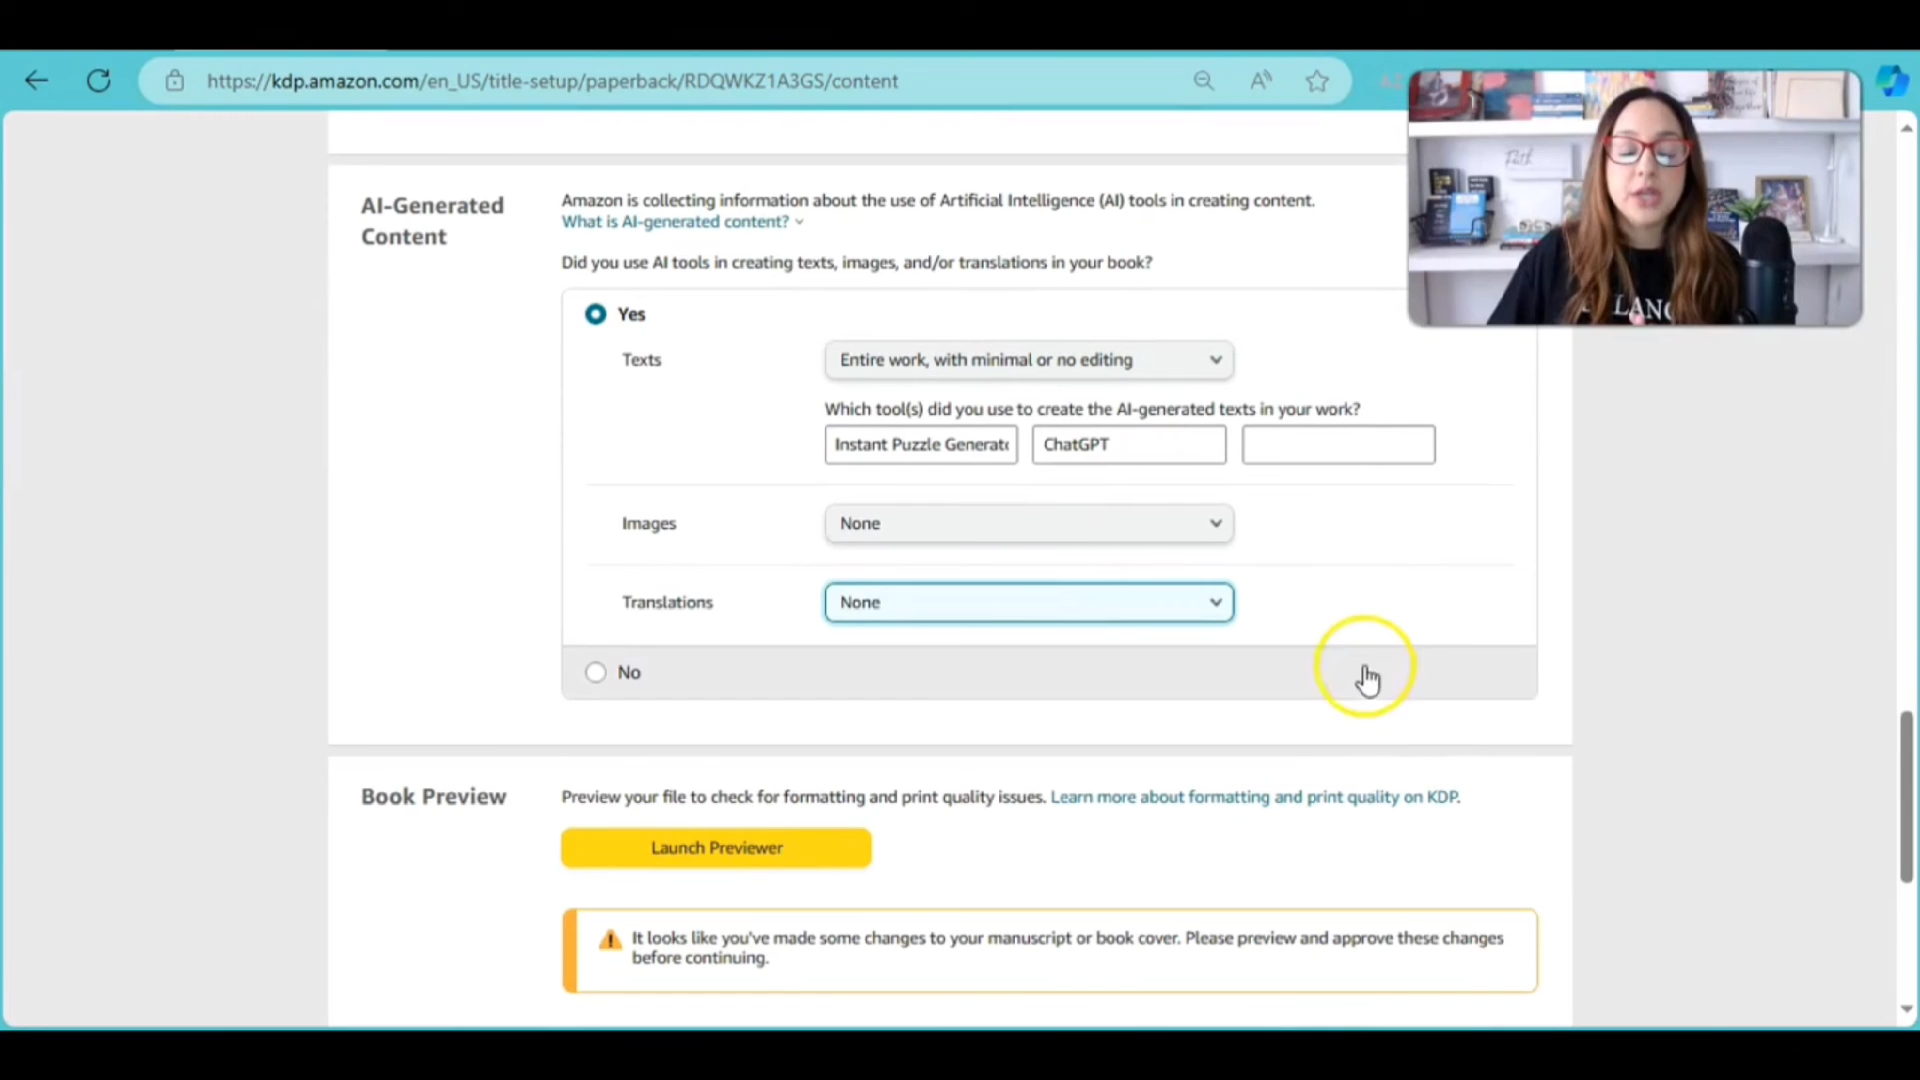 https://kdp.amazon.com/en_US/title-setup/paperback/RDQWKZ1A3GS/content
AI-Generated
Content
Amazon is collecting information about the use of Artificial Intelligence (AI) tools in creating content.
What is AI-generated content?
Did you use AI tools in creating texts, images, and/or translations in your book?
Yes
Texts
Entire work, with minimal or no editing
Which tool(s) did you use to create the AI-generated texts in your work?
Instant Puzzle Generat
ChatGPT
Images
None
Translations
None
No
Book Preview
Preview your file to check for formatting and print quality issues. Learn more about formatting and print quality on KDP.
Launch Previewer
It looks like you've made some changes to your manuscript or book cover. Please preview and approve these changes
before continuing.